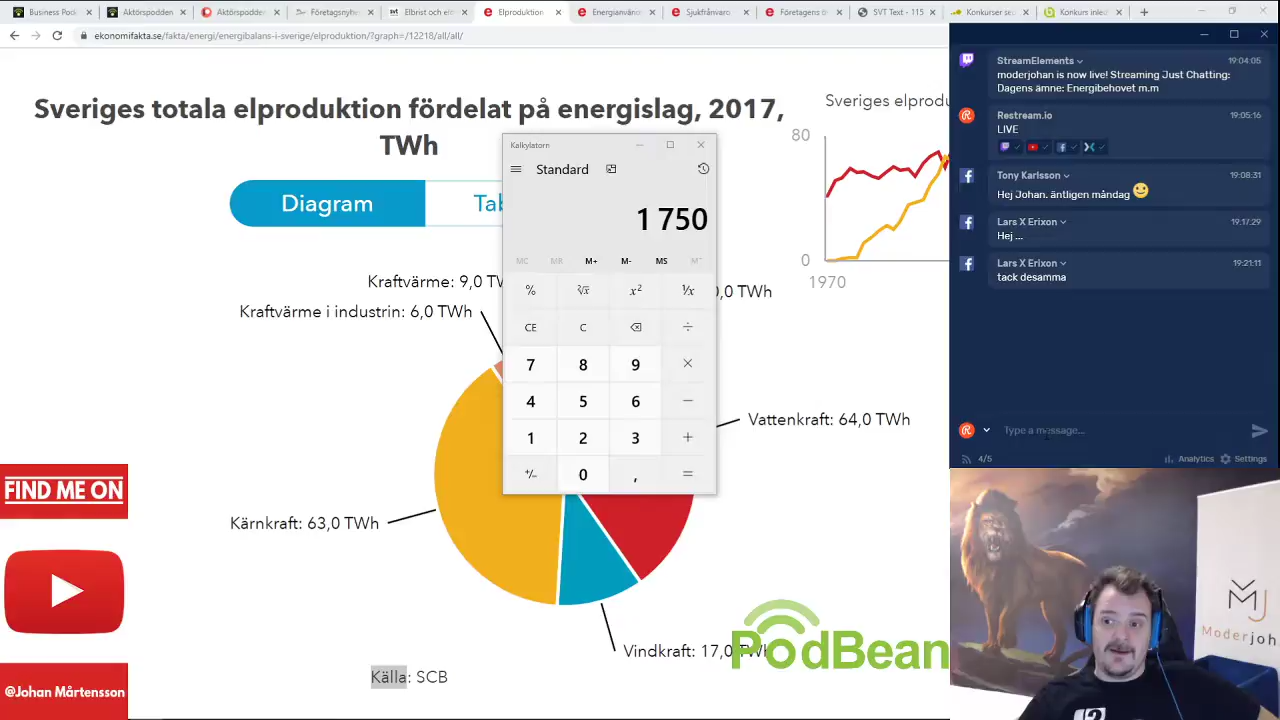 Business Pod
Aktörspodden
Aktörspodden
Företagsnyhe
Elbrist och elbr
Elproduktion
Energianvänd
Sjukfrånvaro
Företagens d
SVT Text - 115
Konkurser sen
Konkurs inled
ekonomifakta.se/fakta/energi/energibalans-i-sverige/elproduktion/?graph=/12218/all/all/
Sveriges totala elproduktion fördelat på energislag, 2017,
TWh
Diagram
Tab
Kraftvärme: 9,0 TW
Kraftvärme i industrin: 6,0 TWh
0,0 TWh
Vattenkraft: 64,0 TWh
Kärnkraft: 63,0 TWh
Vindkraft: 17,0 TWh
Källa: SCB
Sveriges elprodu
80
0
1970
Kalkylatorn
Standard
1 750
MC MR M+ M- MS M˅
% ²√x x² ¹/x
CE C ÷
7 8 9 ×
4 5 6 −
1 2 3 +
+/− 0 , =
FIND ME ON
@Johan Mårtensson
PodBean
StreamElements 19:04:05
moderjohan is now live! Streaming Just Chatting:
Dagens ämne: Energibehovet m.m
Restream.io 19:05:16
LIVE
Tony Karlsson 19:08:31
Hej Johan. äntligen måndag
Lars X Erixon 19:17:29
Hej ...
Lars X Erixon 19:21:11
tack desamma
Type a message...
4/5 Analytics Settings
MJ
Moderjoh